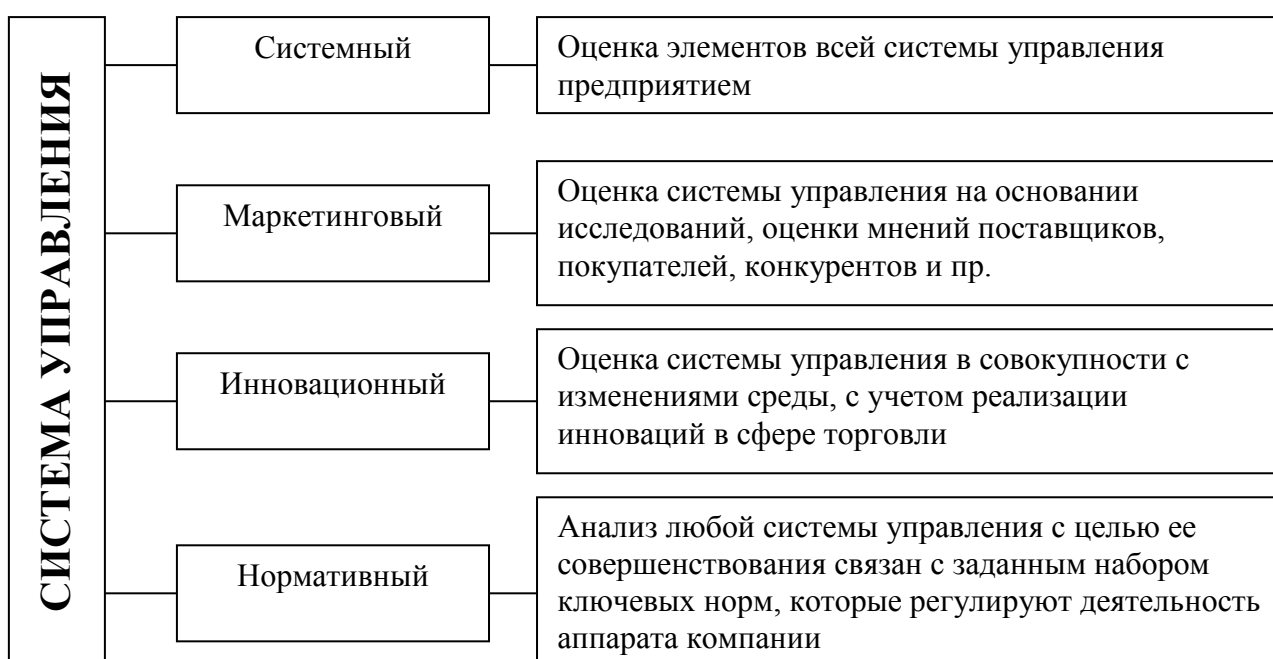 СИСТЕМА УПРАВЛЕНИЯ
Системный
Оценка элементов всей системы управления
предприятием
Маркетинговый
Оценка системы управления на основании
исследований, оценки мнений поставщиков,
покупателей, конкурентов и пр.
Инновационный
Оценка системы управления в совокупности с
изменениями среды, с учетом реализации
инноваций в сфере торговли
Нормативный
Анализ любой системы управления с целью ее
совершенствования связан с заданным набором
ключевых норм, которые регулируют деятельность
аппарата компании